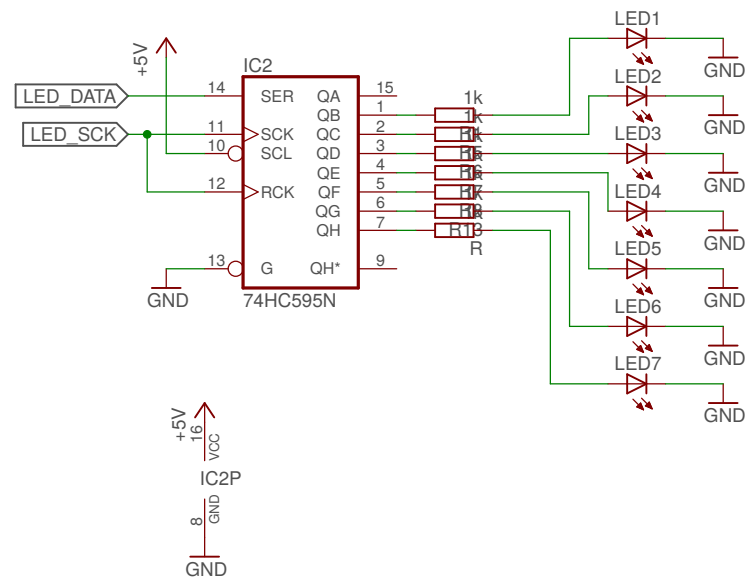 LED1
+5V
IC2
GND
LED_DATA
14
SER
QA
15
1k
LED2
QB
1
1k
GND
LED_SCK
11
SCK
QC
2
LED3
10
SCL
QD
3
GND
QE
4
12
RCK
QF
5
LED4
QG
6
GND
QH
7
R13
R
LED5
13
G
QH*
9
GND
GND
74HC595N
LED6
GND
LED7
GND
+5V
16
VCC
IC2P
8
GND
GND